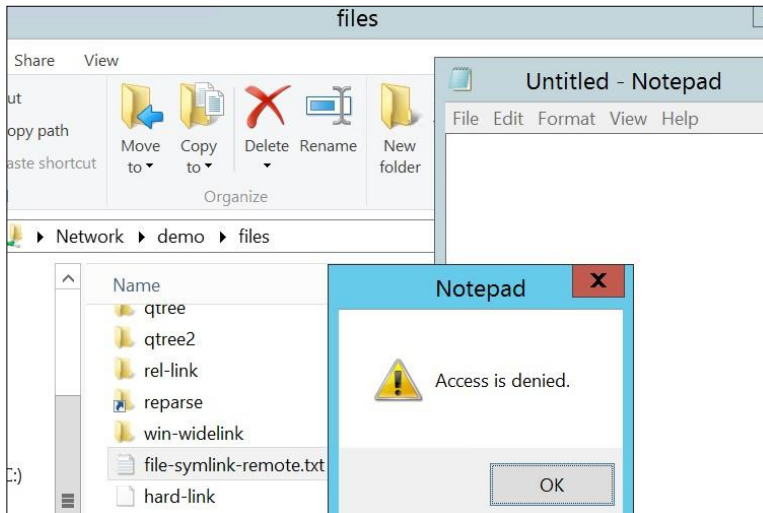 files
Share View
ut
opy path
aste shortcut
Move to
Copy to
Delete
Rename
New folder
Organize
Network demo files
Name
qtree
qtree2
rel-link
reparse
win-widelink
file-symlink-remote.txt
hard-link
:)
Untitled - Notepad
File Edit Format View Help
Notepad
X
Access is denied.
OK